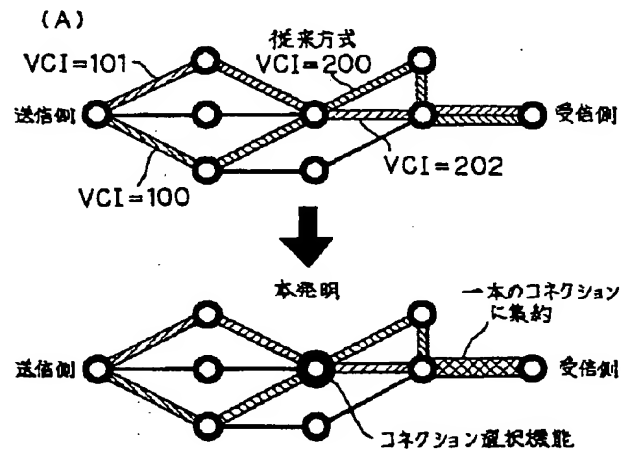 (A)
従来方式
VCI=101
VCI=200
送信側
受信側
VCI=202
VCI=100
本発明
一本のコネクション
に集約
送信側
受信側
コネクション選択機能